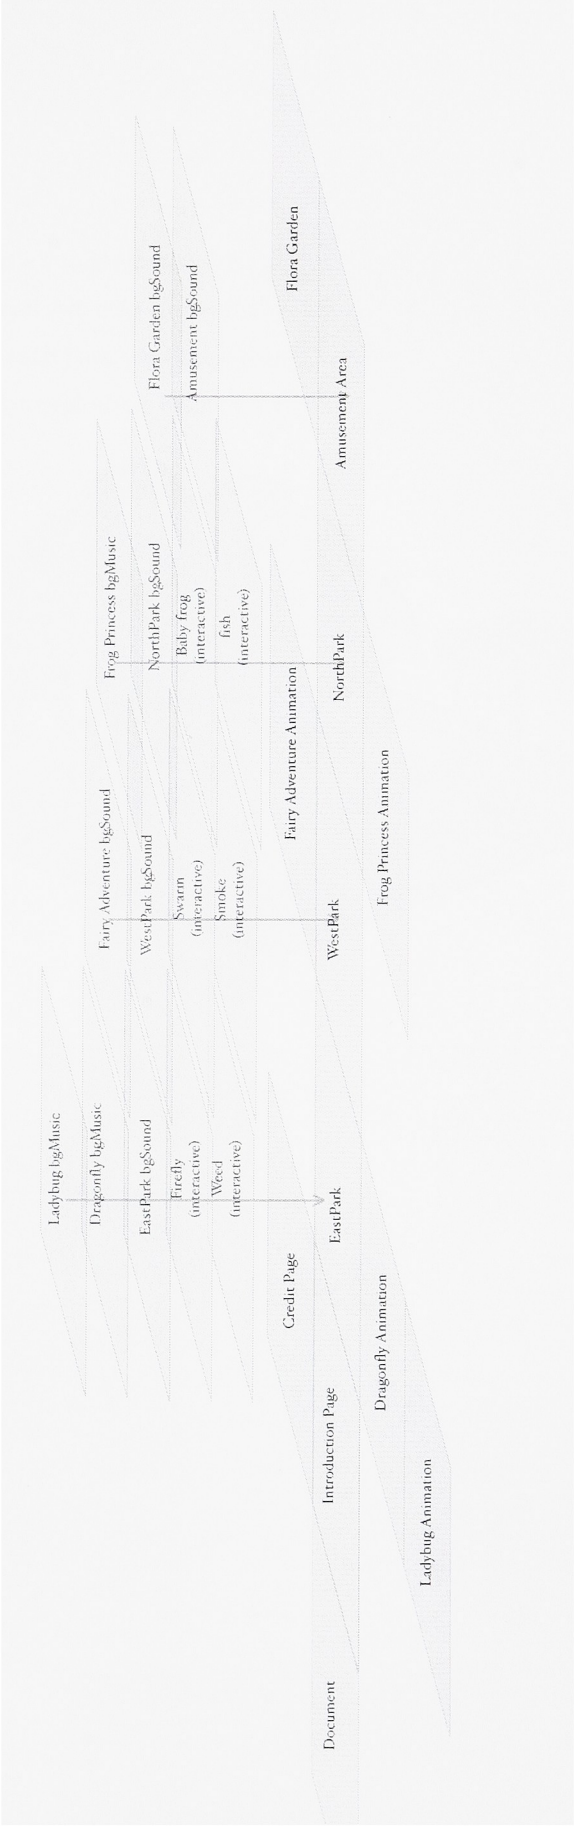 Ladybug bgMusic
Dragonfly bgMusic
EastPark bgSound
Firefly
(interactive)
Weed
(interactive)
Fairy Adventure bgSound
WestPark bgSound
Swarm
(interactive)
Smoke
(interactive)
Frog Princess bgMusic
NorthPark bgSound
Baby frog
(interactive)
fish
(interactive)
Flora Garden bgSound
Amusement bgSound
Credit Page
Fairy Adventure Animation
Flora Garden
Document
Introduction Page
EastPark
WestPark
NorthPark
Amusement Area
Dragonfly Animation
Frog Princess Animation
Ladybug Animation